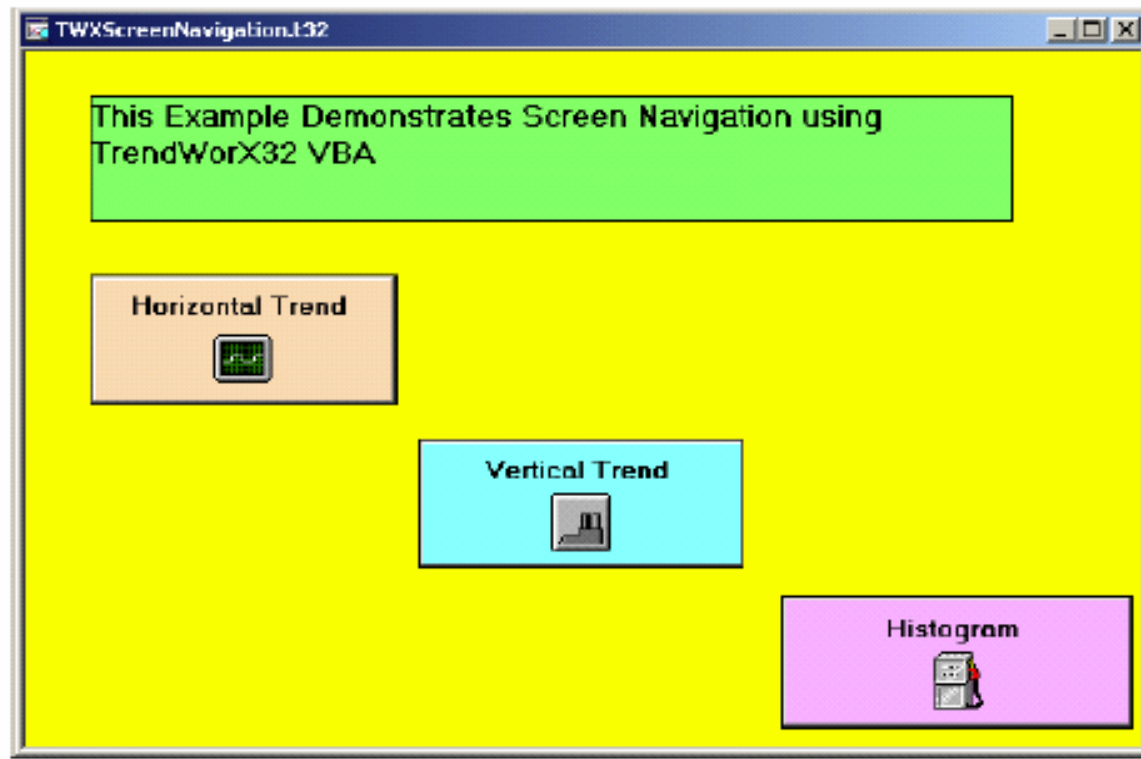 TWXScreenNavigation.t32
This Example Demonstrates Screen Navigation using
TrendWorX32 VBA
Horizontal Trend
Vertical Trend
Histogram